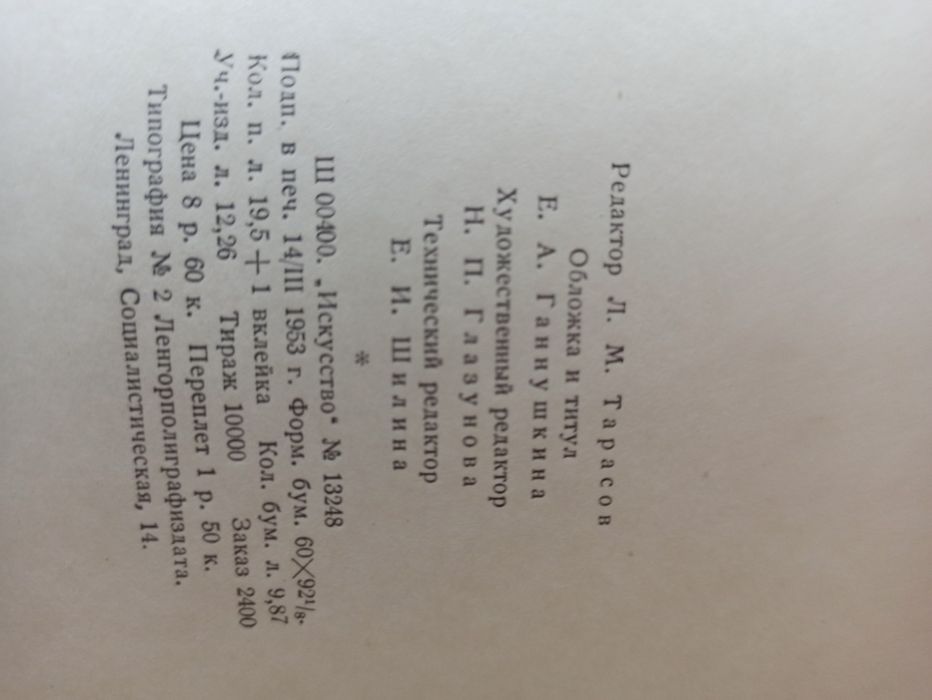 Редактор Л. М. Тарасов
Обложка и титул
Е. А. Ганнушкина
Художественный редактор
Н. П. Глазунова
Технический редактор
Е. И. Шилина
*
Ш 00400. „Искусство“ № 13248
Подп. в печ. 14/III 1953 г. Форм. бум. 60×92¹/₈.
Кол. п. л. 19,5 + 1 вклейка Кол. бум. л. 9,87
Уч.-изд. л. 12,26 Тираж 10000 Заказ 2400
Цена 8 р. 60 к. Переплет 1 р. 50 к.
Типография № 2 Ленгорполиграфиздата.
Ленинград, Социалистическая, 14.